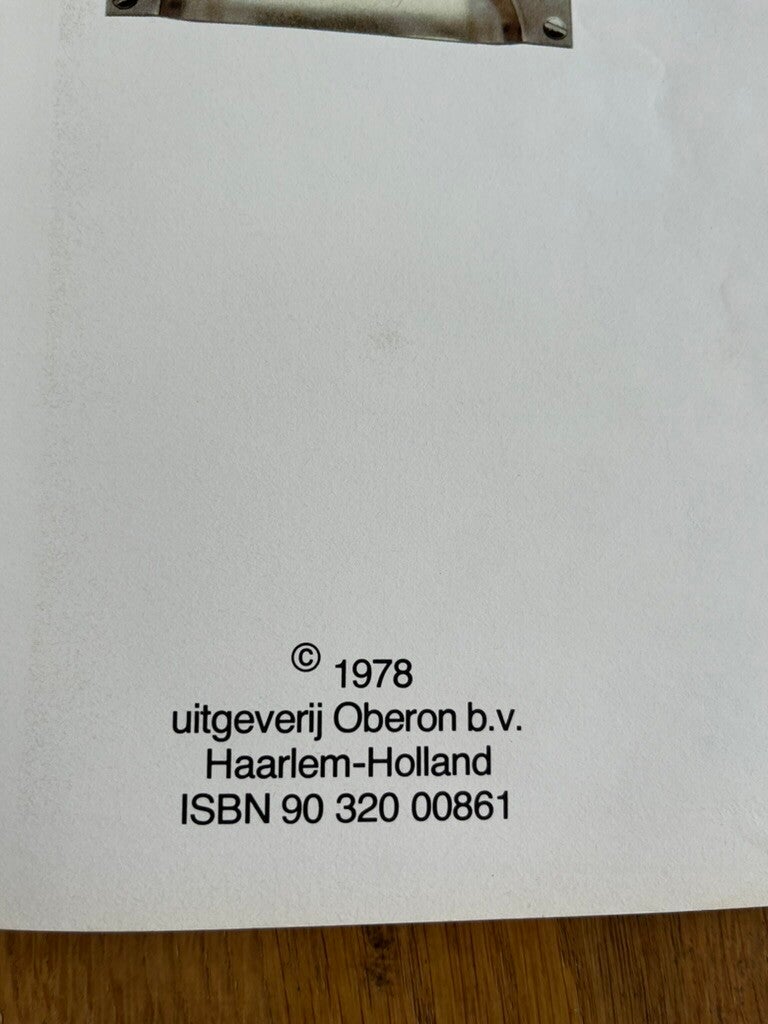 © 1978
uitgeverij Oberon b.v.
Haarlem-Holland
ISBN 90 320 00861